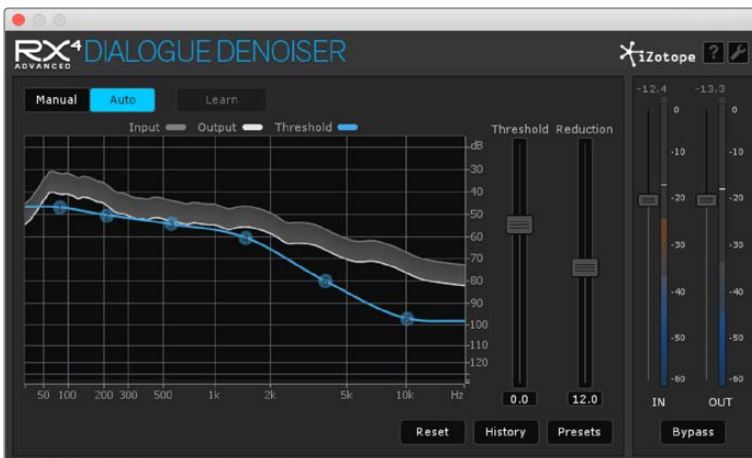 RX4 DIALOGUE DENOISER
ADVANCED
iZotope ?
Manual Auto Learn
Input Output Threshold
Threshold Reduction
-12.4 -13.3
dB
-30
-40
-50
-60
-70
-80
-90
-100
-110
-120
50 100 200 300 500 1k 2k 5k 10k Hz
0.0 12.0
0 0
-10 -10
-20 -20
-30 -30
-40 -40
-50 -50
-60 -60
IN OUT
Reset History Presets Bypass